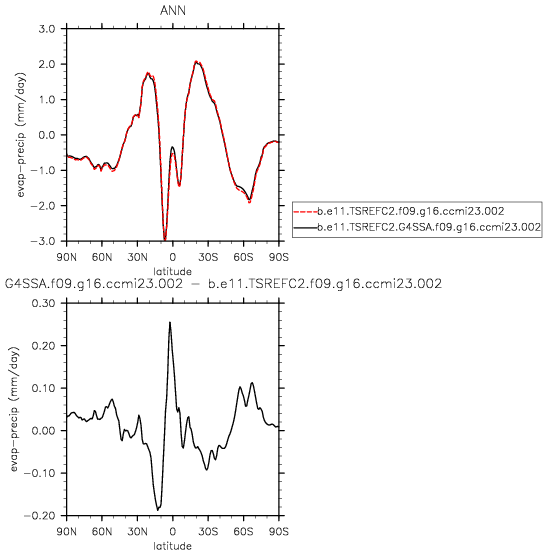 ANN
3.0
2.0
1.0
0.0
−1.0
−2.0
−3.0
evap−precip (mm/day)
90N 60N 30N 0 30S 60S 90S
latitude
b.e11.TSREFC2.f09.g16.ccmi23.002
b.e11.TSREFC2.G4SSA.f09.g16.ccmi23.002
G4SSA.f09.g16.ccmi23.002 − b.e11.TSREFC2.f09.g16.ccmi23.002
0.30
0.20
0.10
0.00
−0.10
−0.20
evap−precip (mm/day)
90N 60N 30N 0 30S 60S 90S
latitude